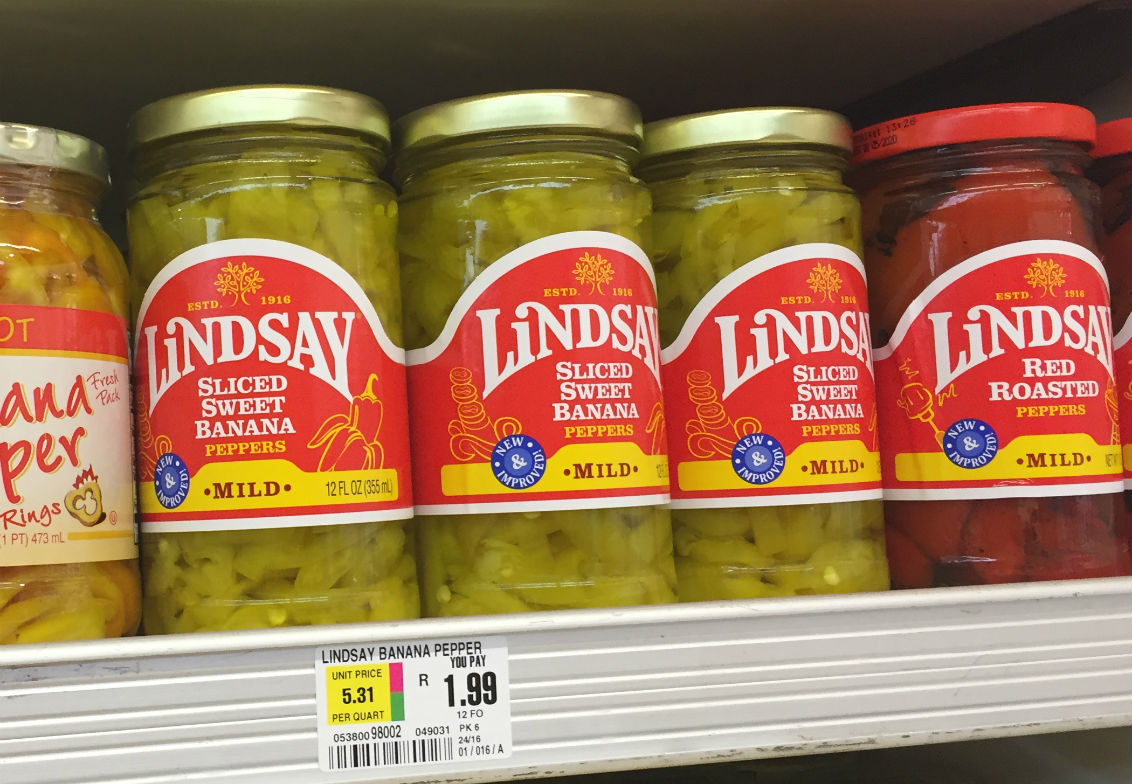 OT
ana
Fresh
Pack
per
Rings
(1 PT) 473 mL
ESTD. 1916
LINDSAY
SLICED
SWEET
BANANA
PEPPERS
NEW
&
IMPROVED!
•MILD•
12 FL OZ (355 mL)
ESTD. 1916
LINDSAY
SLICED
SWEET
BANANA
PEPPERS
NEW
&
IMPROVED!
•MILD•
ESTD. 1916
LINDSAY
SLICED
SWEET
BANANA
PEPPERS
NEW
&
IMPROVED!
•MILD•
15:26
ESTD. 1916
LINDSAY
RED
ROASTED
PEPPERS
NEW
&
IMPROVED!
•MILD•
LINDSAY BANANA PEPPER
YOU PAY
UNIT PRICE
5.31
PER QUART
R 1.99
12 FO
PK 6
24/16
01 / 016 / A
053800 98002 049031